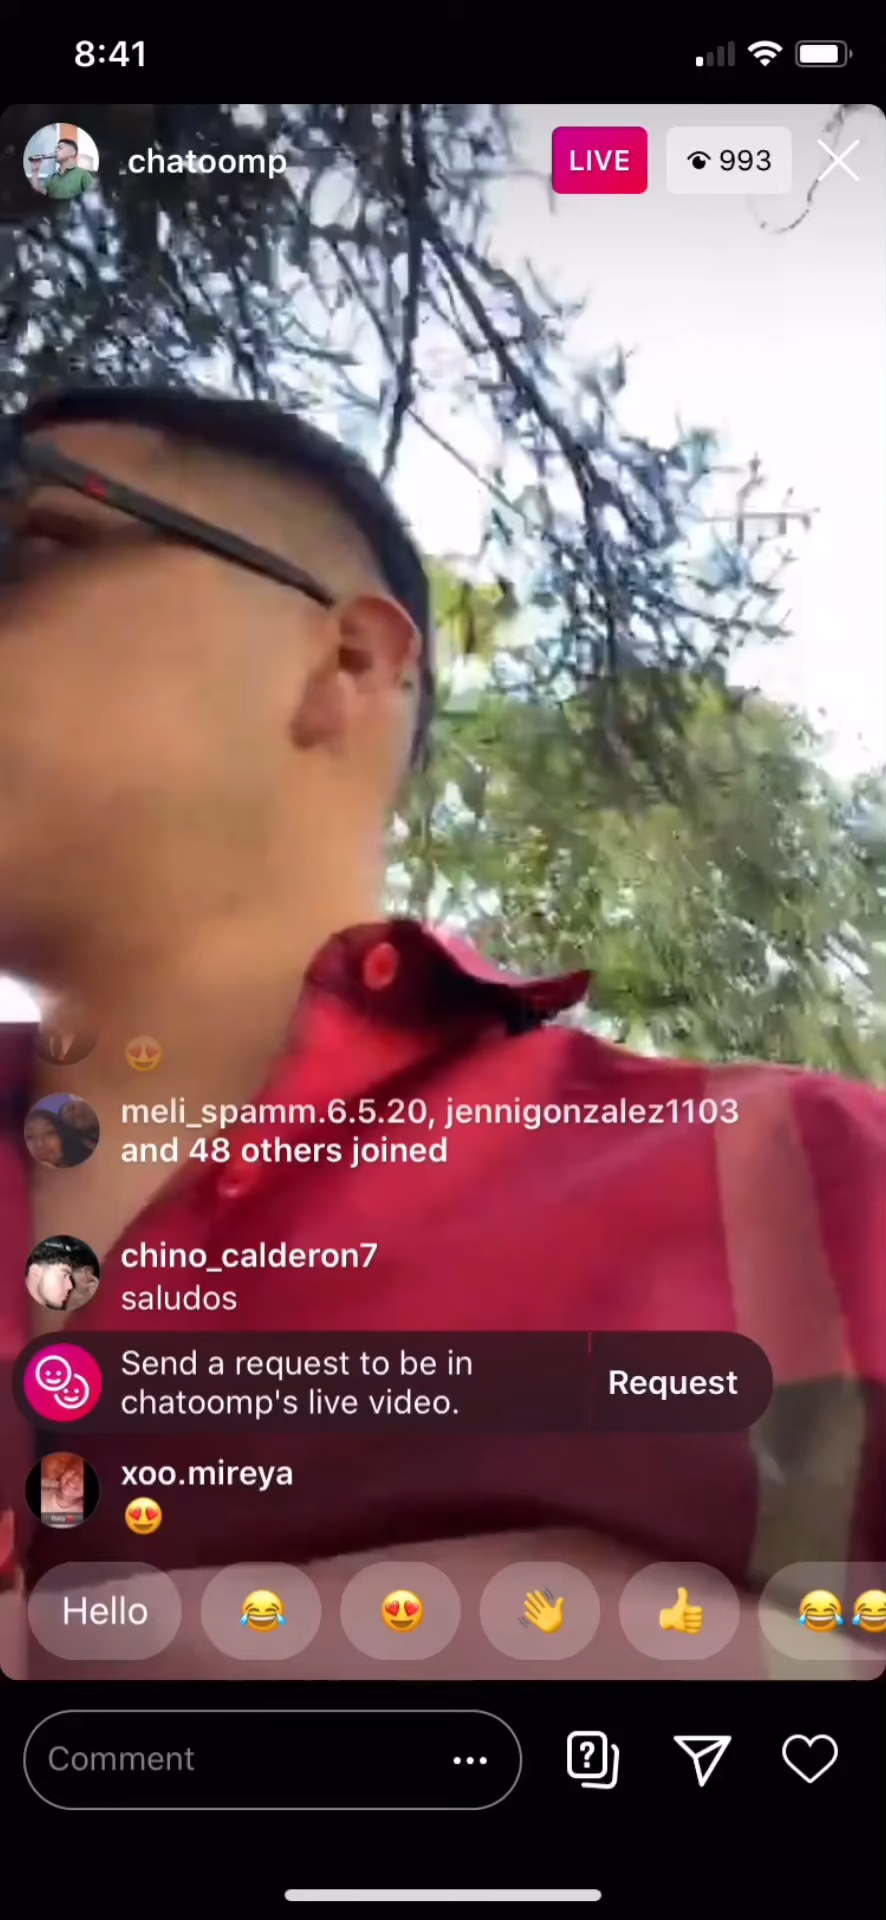 8:41
chatoomp
LIVE
993
meli_spamm.6.5.20, jennigonzalez1103
and 48 others joined
chino_calderon7
saludos
Send a request to be in
chatoomp's live video.
Request
xoo.mireya
😍
Hello
Comment